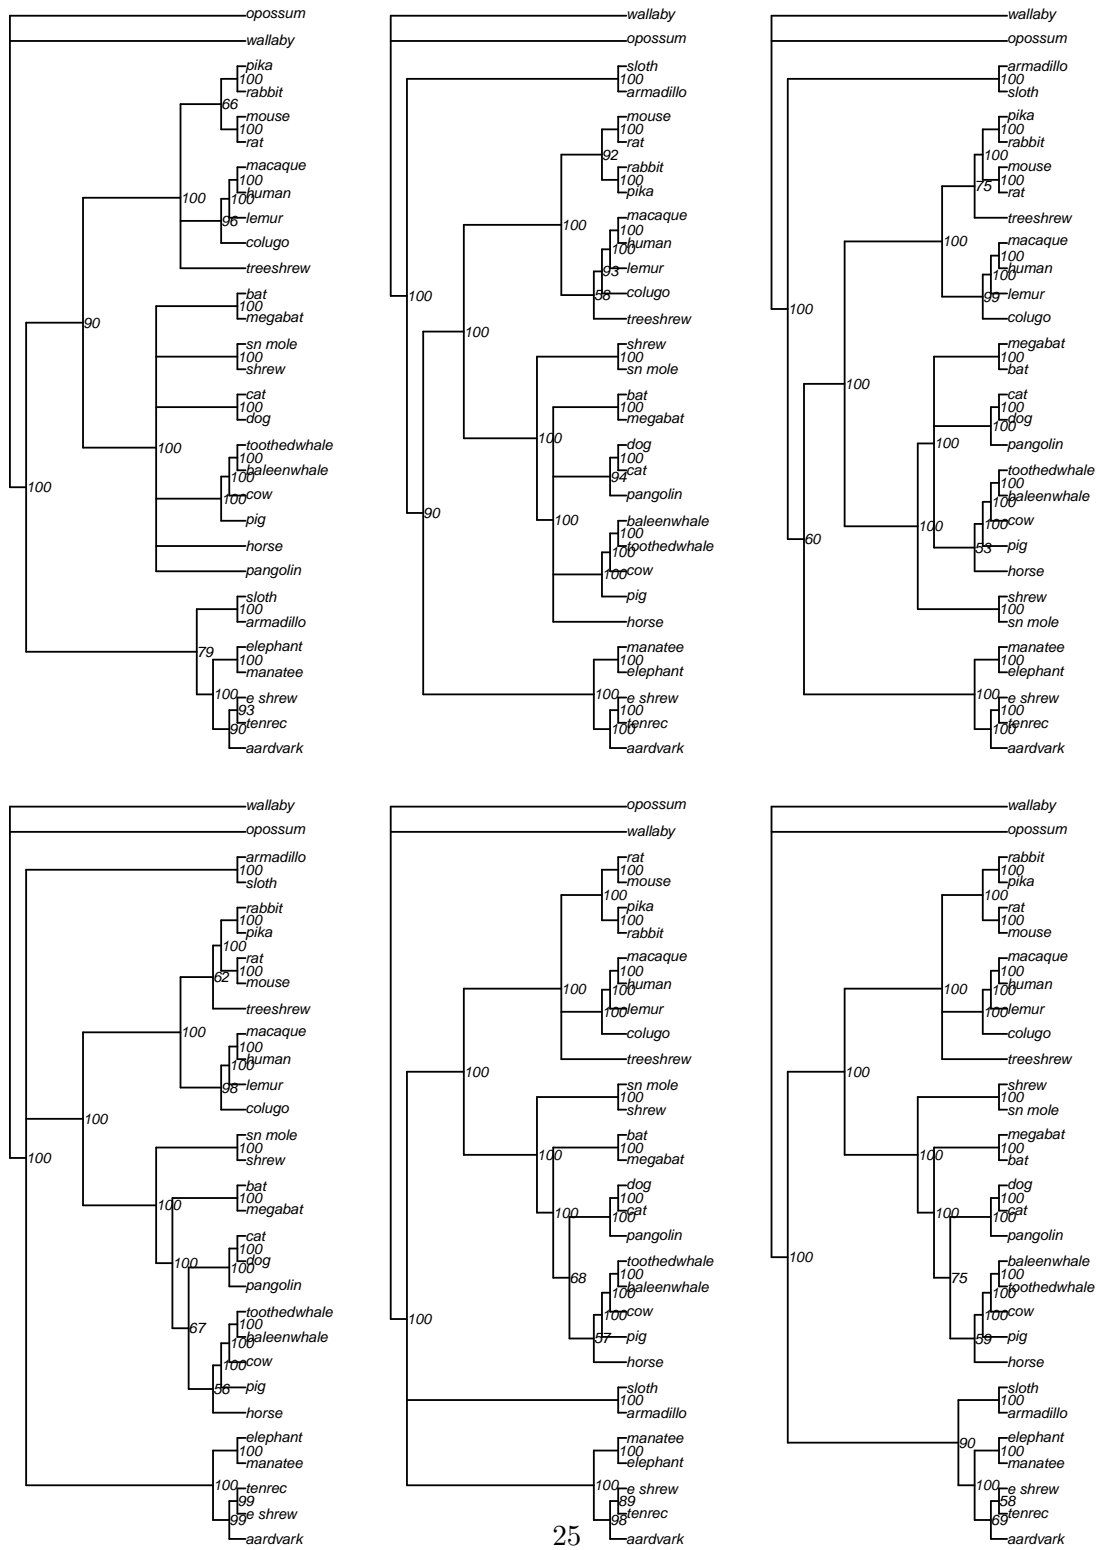 opossum
wallaby
pika
100
rabbit
66
mouse
100
rat
macaque
100
human
100
lemur
96
colugo
100
treeshrew
bat
100
megabat
90
sn mole
100
shrew
cat
100
dog
100
toothedwhale
100
baleenwhale
100
cow
100
pig
horse
pangolin
100
sloth
100
armadillo
79
elephant
100
manatee
100
e shrew
93
tenrec
90
aardvark
wallaby
opossum
sloth
100
armadillo
mouse
100
rat
92
rabbit
100
pika
100
macaque
100
human
100
lemur
93
colugo
58
treeshrew
100
100
shrew
100
sn mole
bat
100
megabat
100
dog
100
cat
94
pangolin
100
baleenwhale
100
toothedwhale
100
cow
100
pig
horse
90
manatee
100
elephant
100
e shrew
100
tenrec
100
aardvark
wallaby
opossum
armadillo
100
sloth
pika
100
rabbit
100
mouse
100
rat
75
treeshrew
100
macaque
100
human
100
lemur
99
colugo
100
megabat
100
bat
100
cat
100
dog
100
pangolin
100
toothedwhale
100
baleenwhale
100
cow
100
pig
53
horse
100
60
shrew
100
sn mole
manatee
100
elephant
100
e shrew
100
tenrec
100
aardvark
wallaby
opossum
armadillo
100
sloth
rabbit
100
pika
100
rat
100
mouse
62
treeshrew
100
macaque
100
human
100
lemur
98
colugo
100
100
sn mole
100
shrew
100
bat
100
megabat
100
cat
100
dog
100
pangolin
67
toothedwhale
100
baleenwhale
100
cow
100
pig
56
horse
elephant
100
manatee
100
tenrec
99
e shrew
99
aardvark
opossum
wallaby
rat
100
mouse
100
pika
100
rabbit
100
macaque
100
human
100
lemur
100
colugo
treeshrew
100
sn mole
100
shrew
100
bat
100
megabat
100
dog
100
cat
100
pangolin
68
toothedwhale
100
baleenwhale
100
cow
100
pig
57
horse
100
sloth
100
armadillo
manatee
100
elephant
100
e shrew
89
tenrec
98
aardvark
wallaby
opossum
rabbit
100
pika
100
rat
100
mouse
100
macaque
100
human
100
lemur
100
colugo
treeshrew
100
shrew
100
sn mole
100
megabat
100
bat
100
dog
100
cat
100
pangolin
75
baleenwhale
100
toothedwhale
100
cow
100
pig
59
horse
100
sloth
100
armadillo
90
elephant
100
manatee
100
e shrew
58
tenrec
69
aardvark
25